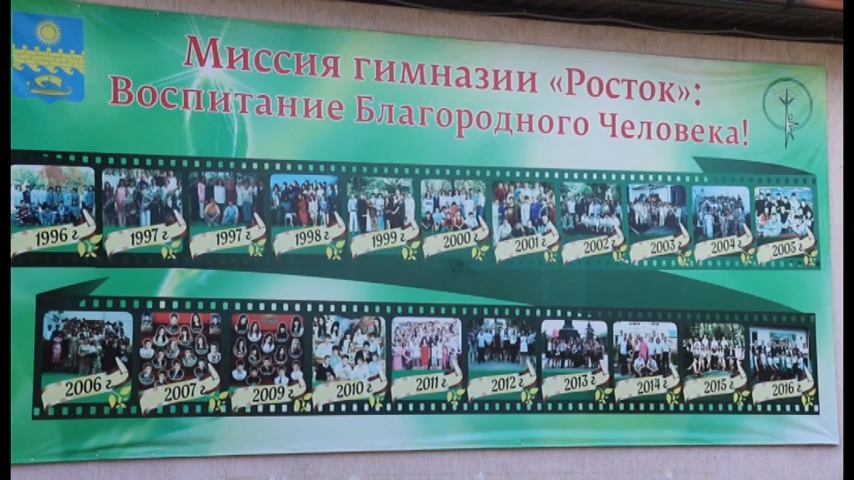 Миссия гимназии «Росток»:
Воспитание Благородного Человека!
1996 г 1997 г 1997 г 1998 г 1999 г 2000 г 2001 г 2002 г 2003 г 2004 г 2005 г
2006 г 2007 г 2009 г 2010 г 2011 г 2012 г 2013 г 2014 г 2015 г 2016 г